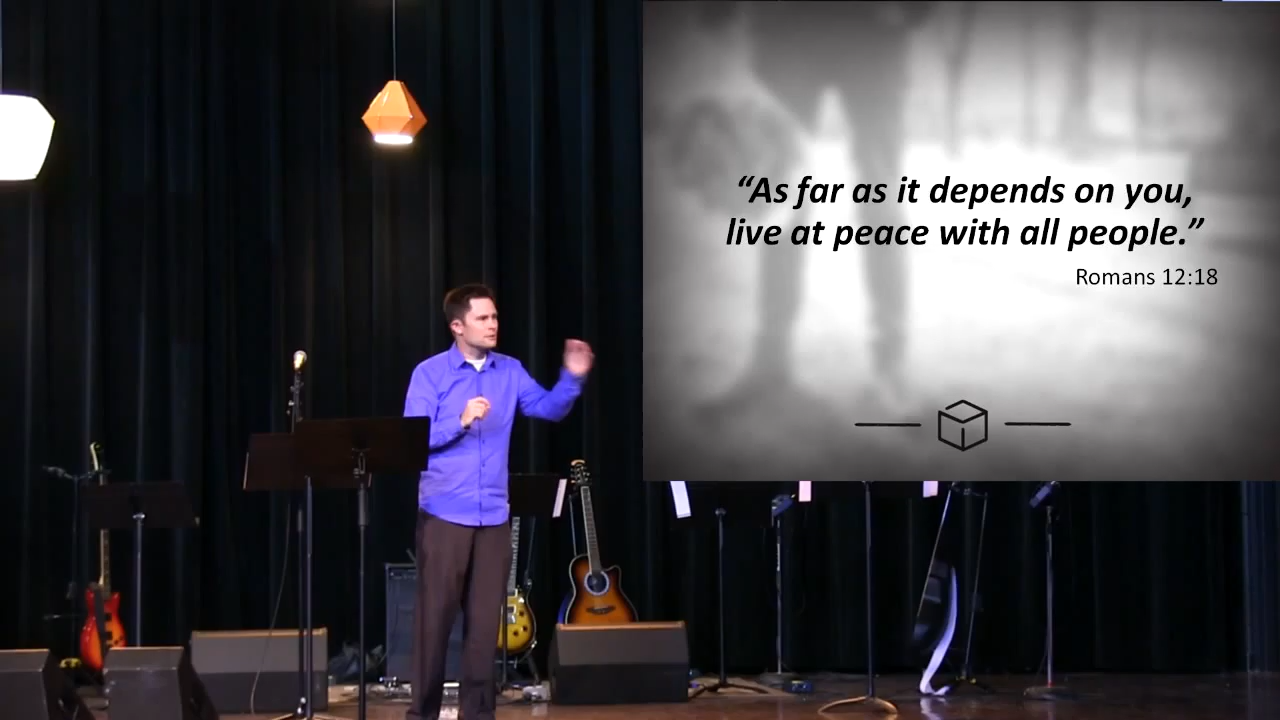 “As far as it depends on you,
live at peace with all people.”
Romans 12:18